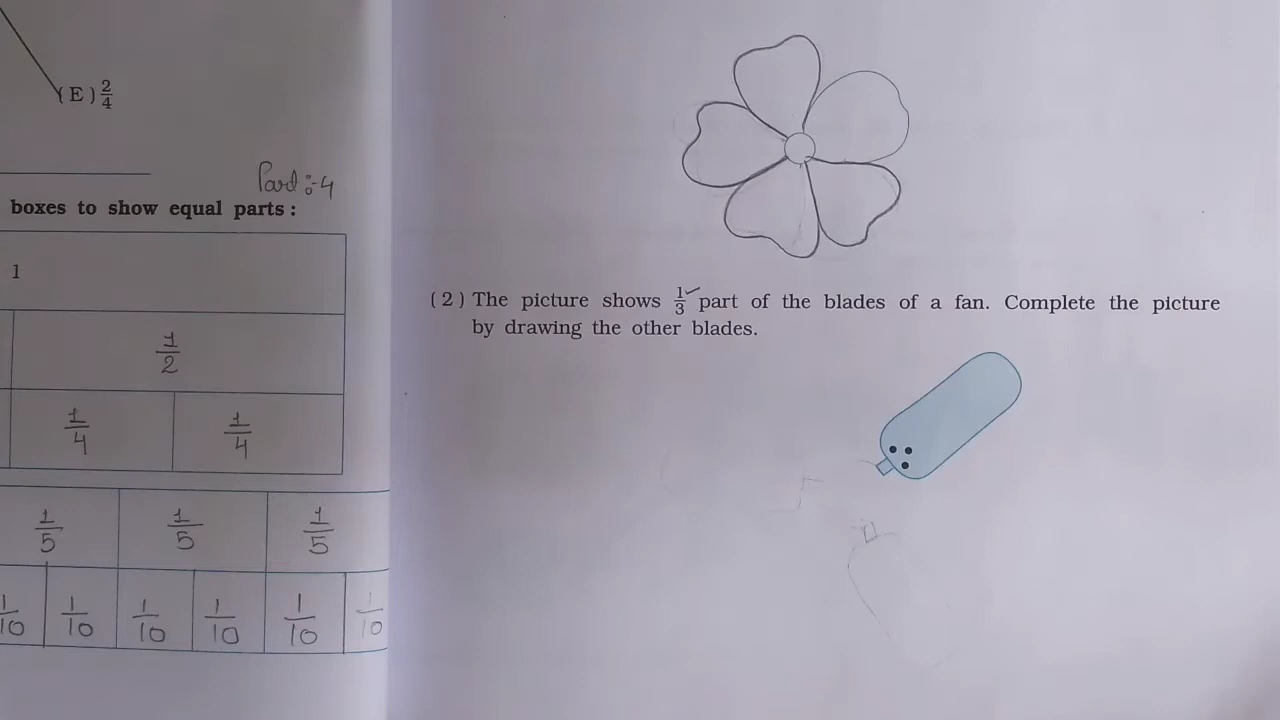 (E) 2/4
Part :- 4
boxes to show equal parts :
1
1/2
1/4 1/4
1/5 1/5 1/5
1/10 1/10 1/10 1/10 1/10 1/10
(2) The picture shows 1/3 part of the blades of a fan. Complete the picture
by drawing the other blades.